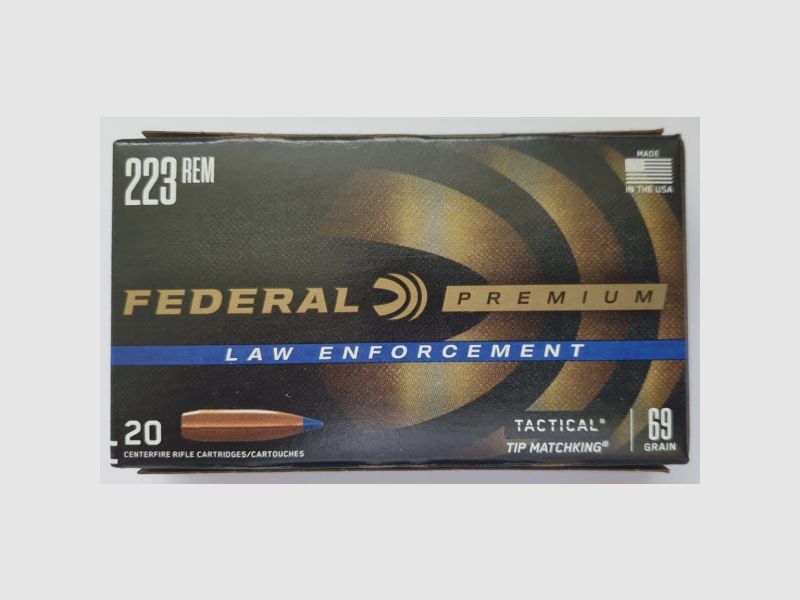 223 REM
MADE
IN THE USA
FEDERAL PREMIUM
LAW ENFORCEMENT
20
CENTERFIRE RIFLE CARTRIDGES/CARTOUCHES
TACTICAL®
TIP MATCHKING®
69
GRAIN